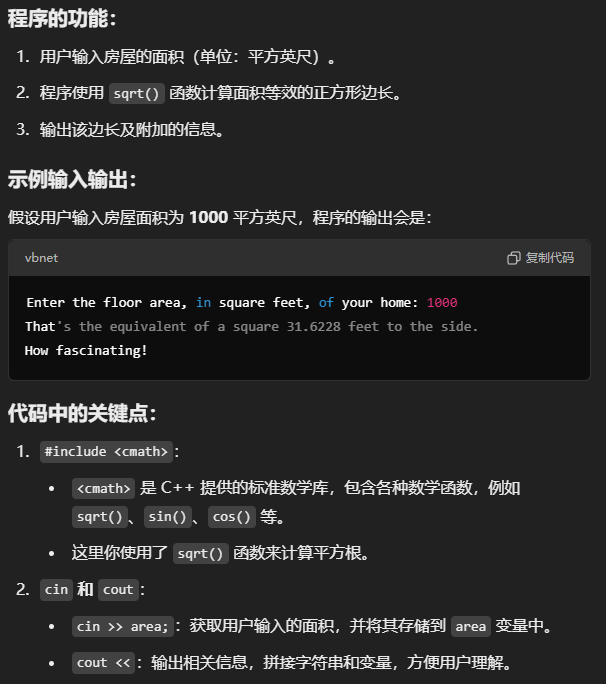 程序的功能：
1. 用户输入房屋的面积（单位：平方英尺）。
2. 程序使用 sqrt() 函数计算面积等效的正方形边长。
3. 输出该边长及附加的信息。
示例输入输出：
假设用户输入房屋面积为 1000 平方英尺，程序的输出会是：
vbnet 复制代码
Enter the floor area, in square feet, of your home: 1000
That's the equivalent of a square 31.6228 feet to the side.
How fascinating!
代码中的关键点：
1. #include <cmath>：
• <cmath> 是 C++ 提供的标准数学库，包含各种数学函数，例如
sqrt()、sin()、cos() 等。
• 这里你使用了 sqrt() 函数来计算平方根。
2. cin 和 cout：
• cin >> area;：获取用户输入的面积，并将其存储到 area 变量中。
• cout <<：输出相关信息，拼接字符串和变量，方便用户理解。